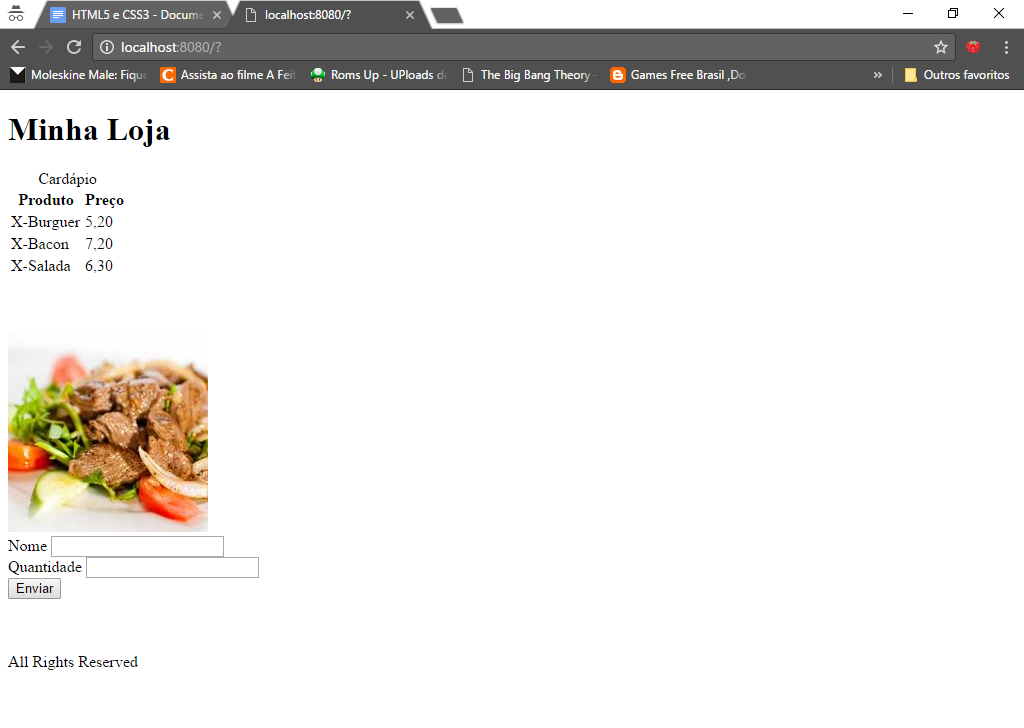 HTML5 e CSS3 - Docume
localhost:8080/?
localhost:8080/?
Moleskine Male: Fique
Assista ao filme A Feit
Roms Up - UPloads de
The Big Bang Theory -
Games Free Brasil ,Do
»
Outros favoritos
Minha Loja
Cardápio
Produto Preço
X-Burguer 5,20
X-Bacon 7,20
X-Salada 6,30
Nome
Quantidade
Enviar
All Rights Reserved